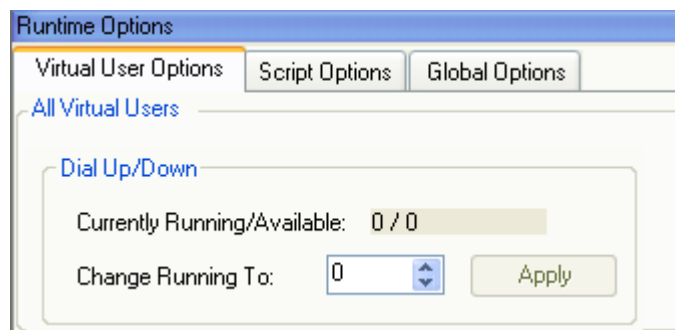 Runtime Options
Virtual User Options Script Options Global Options
All Virtual Users
Dial Up/Down
Currently Running/Available: 0 / 0
Change Running To: 0 Apply